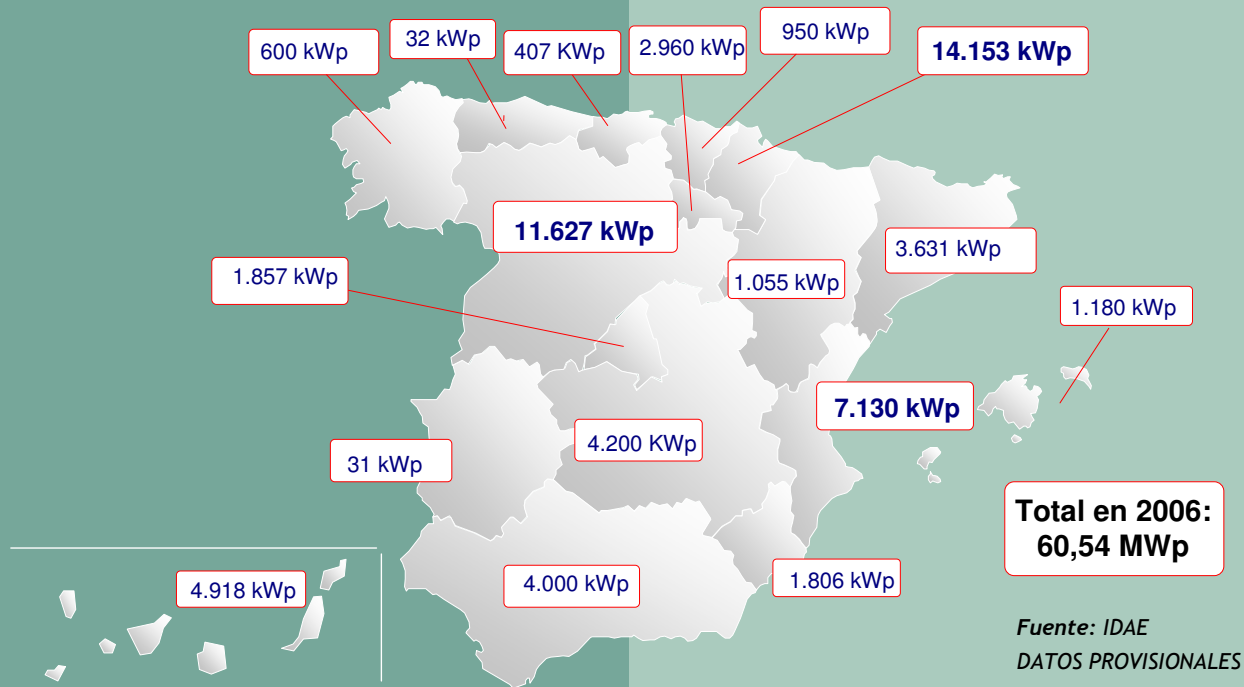 600 kWp
32 kWp
407 KWp
2.960 kWp
950 kWp
14.153 kWp
11.627 kWp
3.631 kWp
1.857 kWp
1.055 kWp
1.180 kWp
7.130 kWp
4.200 KWp
31 kWp
Total en 2006:
60,54 MWp
4.918 kWp
4.000 kWp
1.806 kWp
Fuente: IDAE
DATOS PROVISIONALES